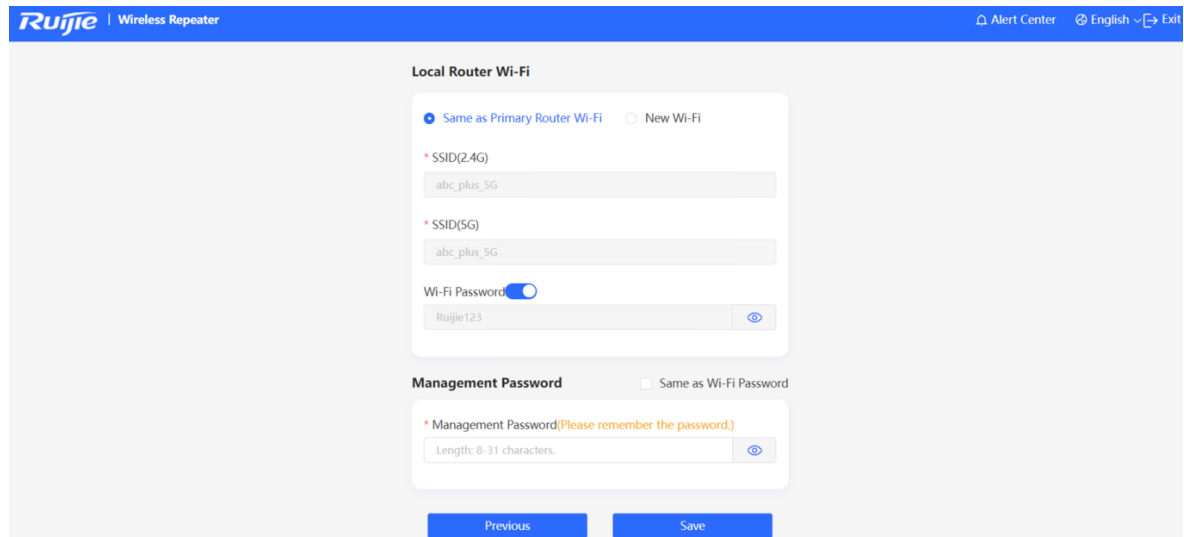 Ruijie | Wireless Repeater Alert Center English Exit
Local Router Wi-Fi
Same as Primary Router Wi-Fi New Wi-Fi
* SSID(2.4G)
abc_plus_5G
* SSID(5G)
abc_plus_5G
Wi-Fi Password
Ruijie123
Management Password Same as Wi-Fi Password
* Management Password(Please remember the password.)
Length: 8-31 characters.
Previous Save